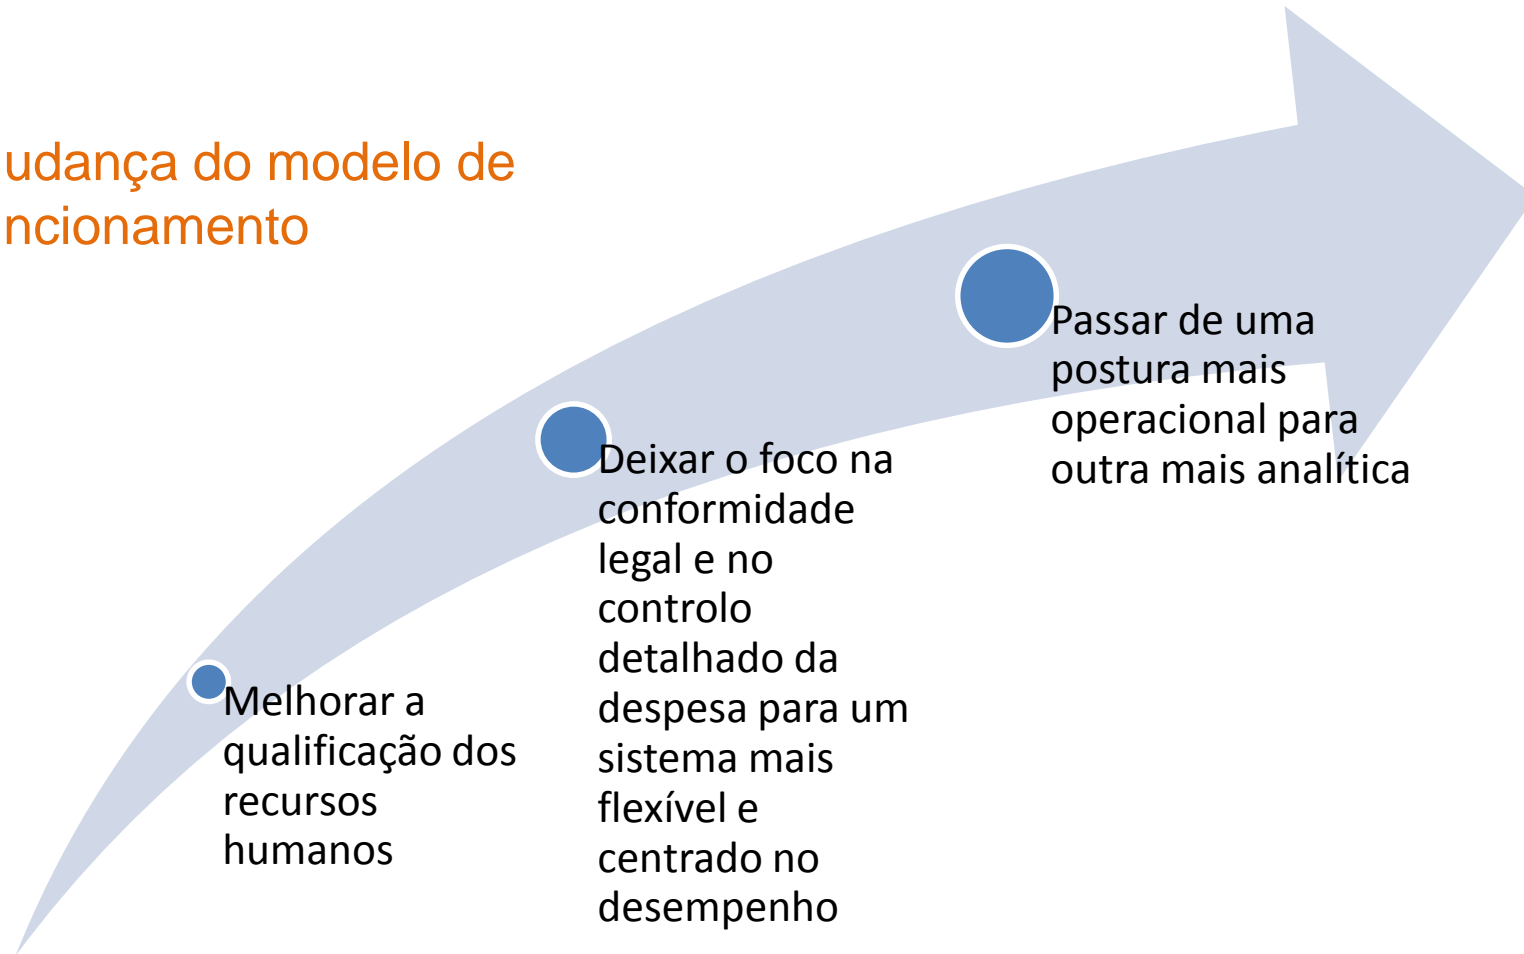 udança do modelo de
ncionamento
Passar de uma
postura mais
operacional para
outra mais analítica
Deixar o foco na
conformidade
legal e no
controlo
detalhado da
despesa para um
sistema mais
flexível e
centrado no
desempenho
Melhorar a
qualificação dos
recursos
humanos